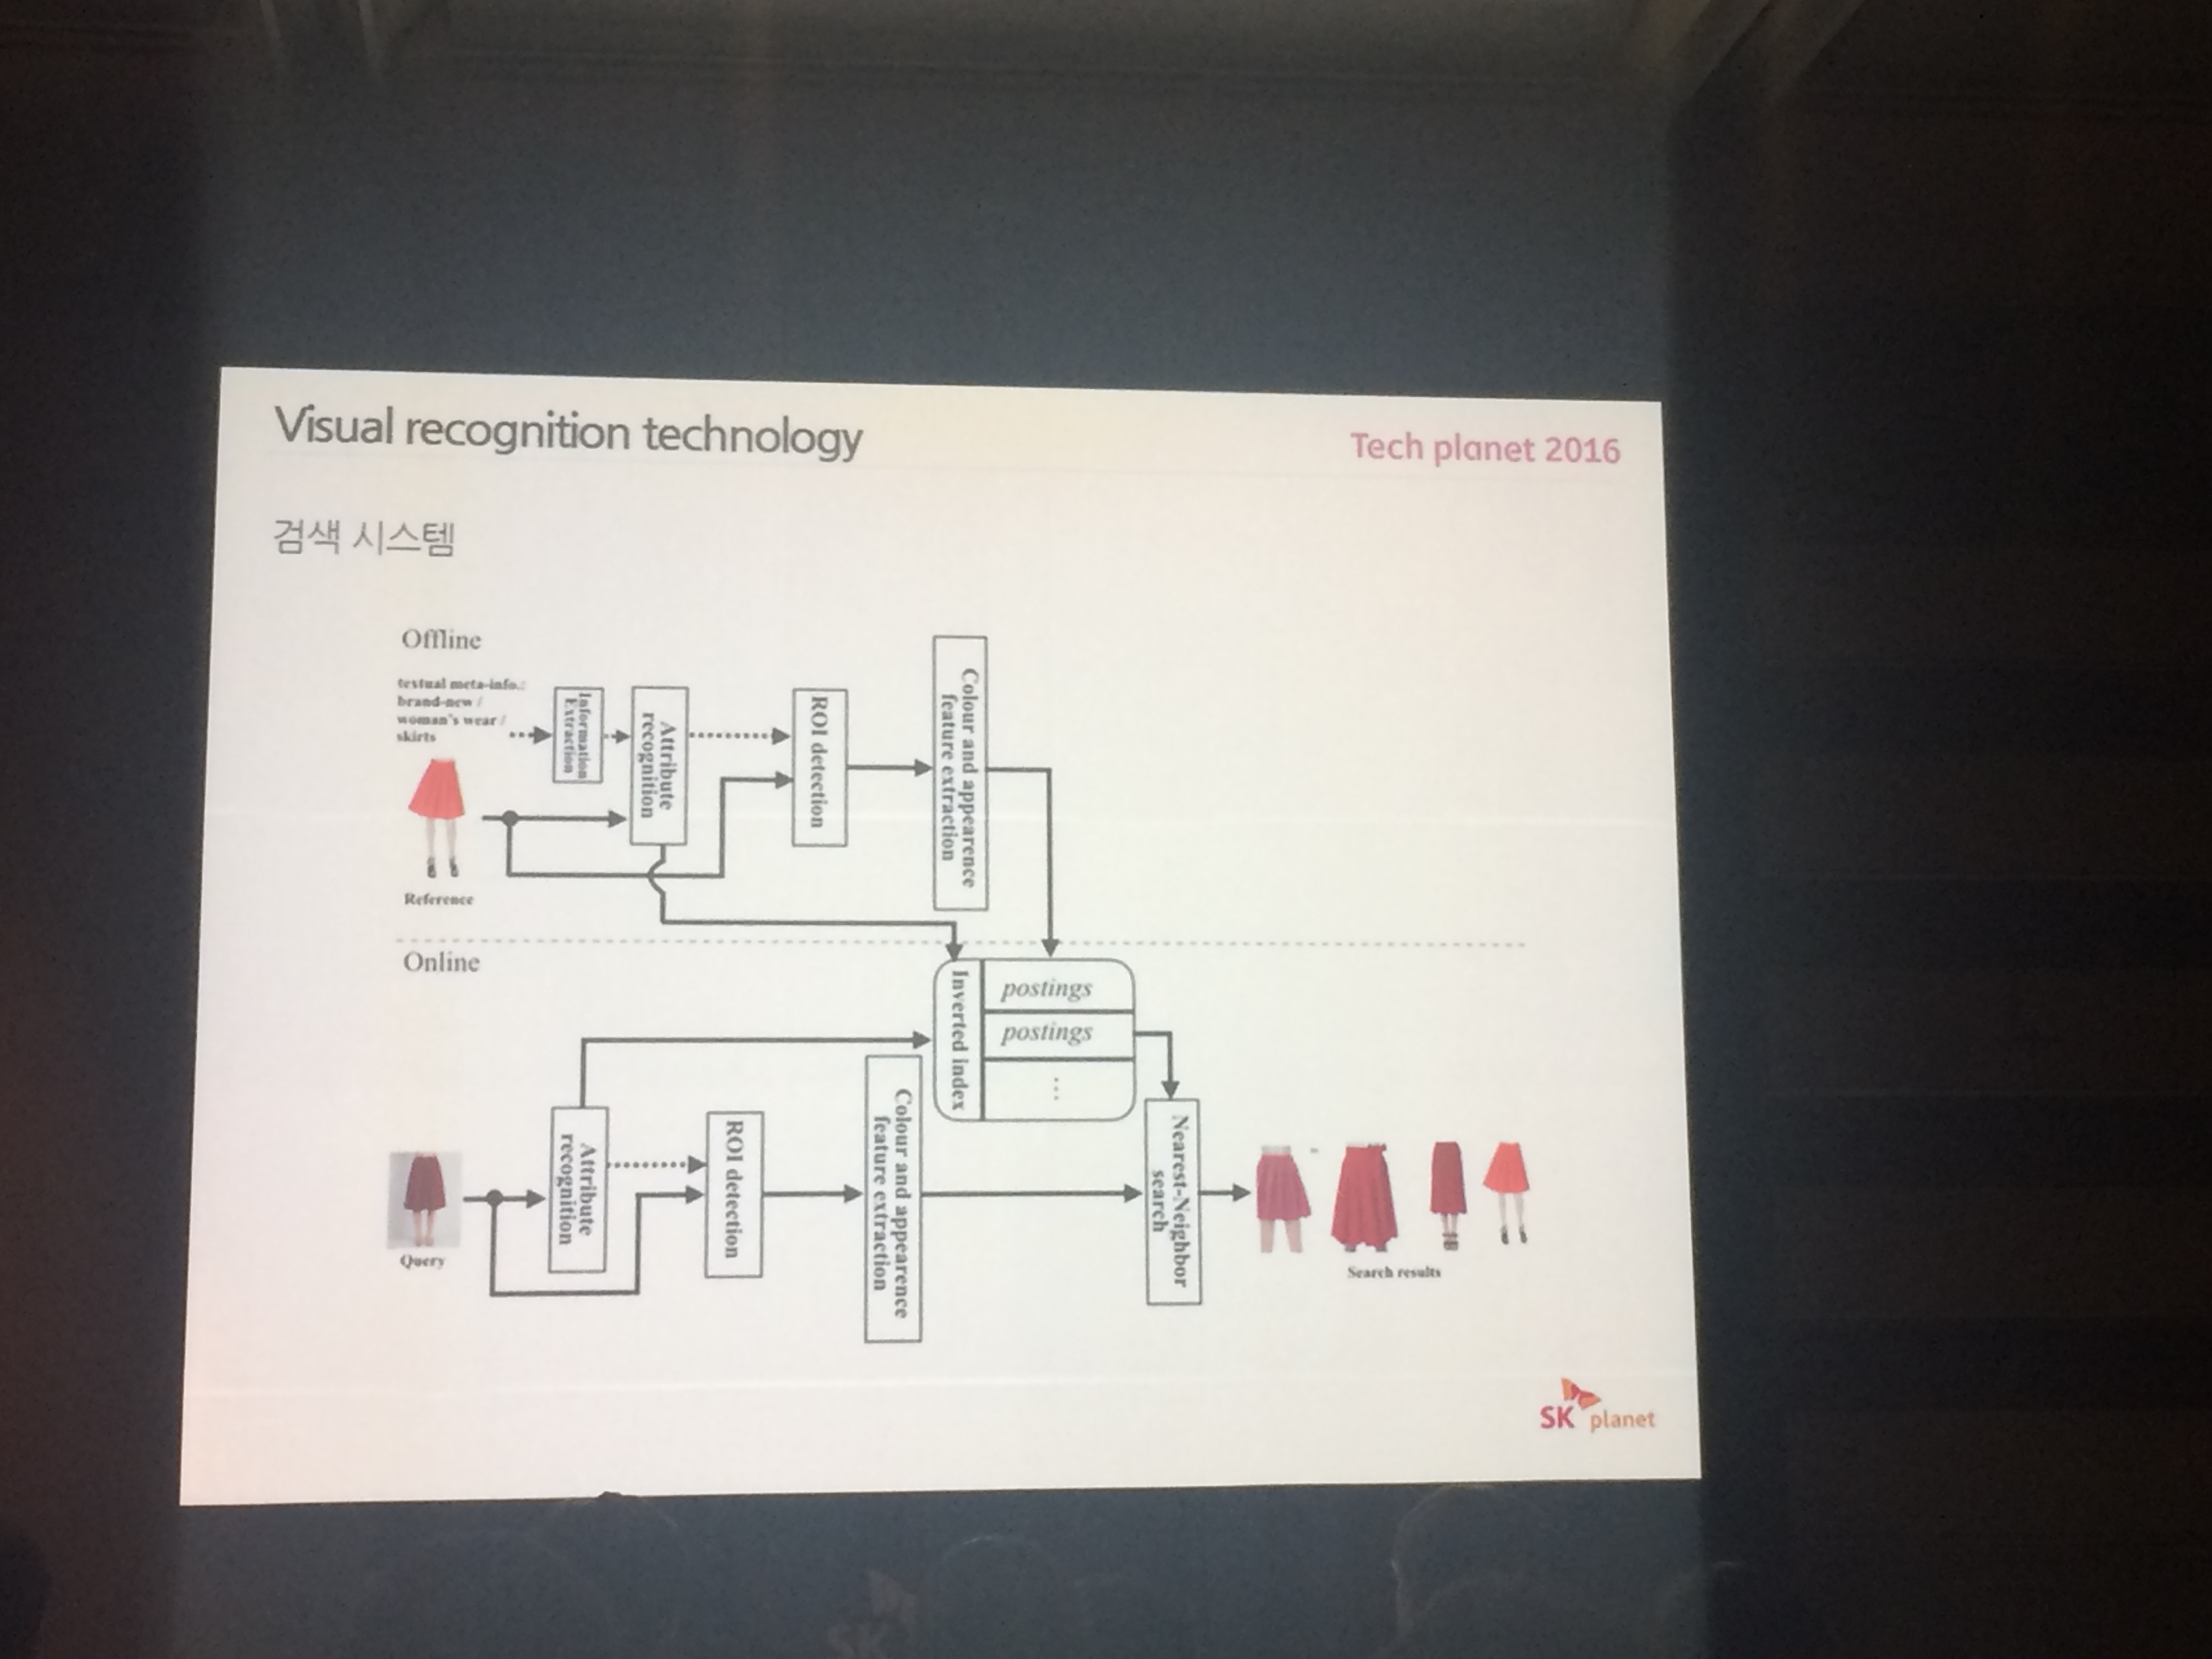 Visual recognition technology
Tech planet 2016
검색 시스템
Offline
testual meta-info.:
brand-new /
woman's wear /
skirts
Information
Extraction
Attribute
recognition
ROI detection
Colour and appearence
feature extraction
Reference
Online
Inverted index
postings
postings
...
Attribute
recognition
ROI detection
Colour and appearence
feature extraction
Nearest-Neighbor
search
Query
Search results
SK planet
SK